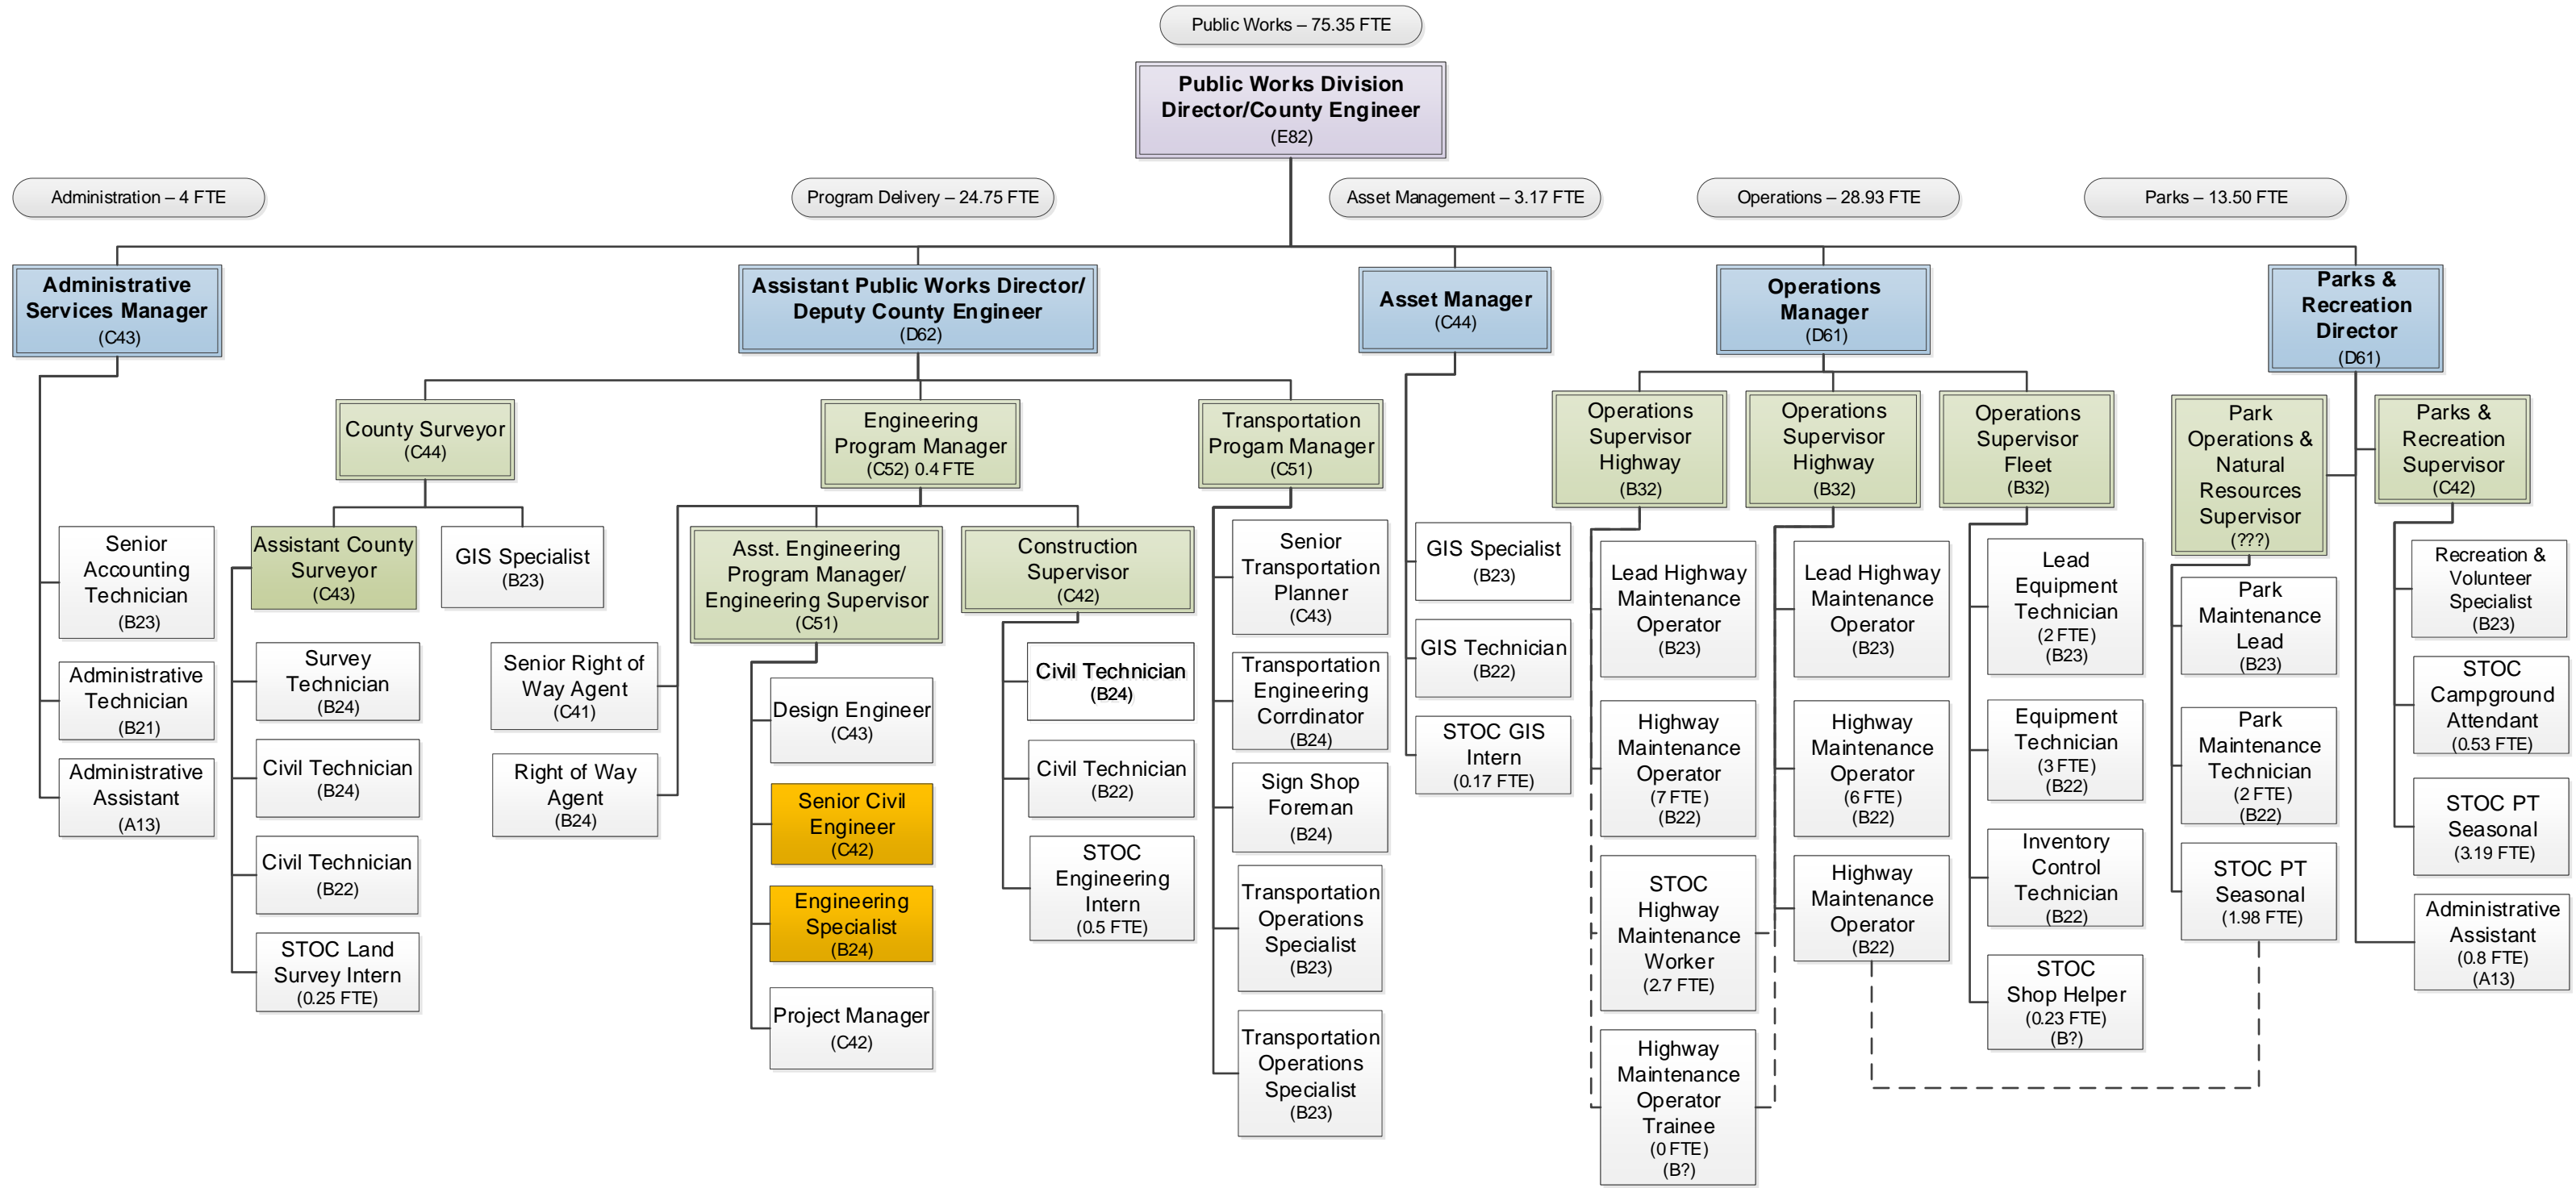 Public Works – 75.35 FTE
Public Works Division
Director/County Engineer
(E82)
Administration – 4 FTE
Program Delivery – 24.75 FTE
Asset Management – 3.17 FTE
Operations – 28.93 FTE
Parks – 13.50 FTE
Administrative
Services Manager
(C43)
Assistant Public Works Director/
Deputy County Engineer
(D62)
Asset Manager
(C44)
Operations
Manager
(D61)
Parks &
Recreation
Director
(D61)
County Surveyor
(C44)
Engineering
Program Manager
(C52) 0.4 FTE
Transportation
Progam Manager
(C51)
Operations
Supervisor
Highway
(B32)
Operations
Supervisor
Highway
(B32)
Operations
Supervisor
Fleet
(B32)
Park
Operations &
Natural
Resources
Supervisor
(???)
Parks &
Recreation
Supervisor
(C42)
Senior
Accounting
Technician
(B23)
Administrative
Technician
(B21)
Administrative
Assistant
(A13)
Assistant County
Surveyor
(C43)
GIS Specialist
(B23)
Survey
Technician
(B24)
Civil Technician
(B24)
Civil Technician
(B22)
STOC Land
Survey Intern
(0.25 FTE)
Senior Right of
Way Agent
(C41)
Right of Way
Agent
(B24)
Asst. Engineering
Program Manager/
Engineering Supervisor
(C51)
Design Engineer
(C43)
Senior Civil
Engineer
(C42)
Engineering
Specialist
(B24)
Project Manager
(C42)
Construction
Supervisor
(C42)
Civil Technician
(B24)
Civil Technician
(B22)
STOC
Engineering
Intern
(0.5 FTE)
Senior
Transportation
Planner
(C43)
Transportation
Engineering
Corrdinator
(B24)
Sign Shop
Foreman
(B24)
Transportation
Operations
Specialist
(B23)
Transportation
Operations
Specialist
(B23)
GIS Specialist
(B23)
GIS Technician
(B22)
STOC GIS
Intern
(0.17 FTE)
Lead Highway
Maintenance
Operator
(B23)
Highway
Maintenance
Operator
(7 FTE)
(B22)
STOC
Highway
Maintenance
Worker
(2.7 FTE)
Highway
Maintenance
Operator
Trainee
(0 FTE)
(B?)
Lead Highway
Maintenance
Operator
(B23)
Highway
Maintenance
Operator
(6 FTE)
(B22)
Highway
Maintenance
Operator
(B22)
Lead
Equipment
Technician
(2 FTE)
(B23)
Equipment
Technician
(3 FTE)
(B22)
Inventory
Control
Technician
(B22)
STOC
Shop Helper
(0.23 FTE)
(B?)
Park
Maintenance
Lead
(B23)
Park
Maintenance
Technician
(2 FTE)
(B22)
STOC PT
Seasonal
(1.98 FTE)
Recreation &
Volunteer
Specialist
(B23)
STOC
Campground
Attendant
(0.53 FTE)
STOC PT
Seasonal
(3.19 FTE)
Administrative
Assistant
(0.8 FTE)
(A13)